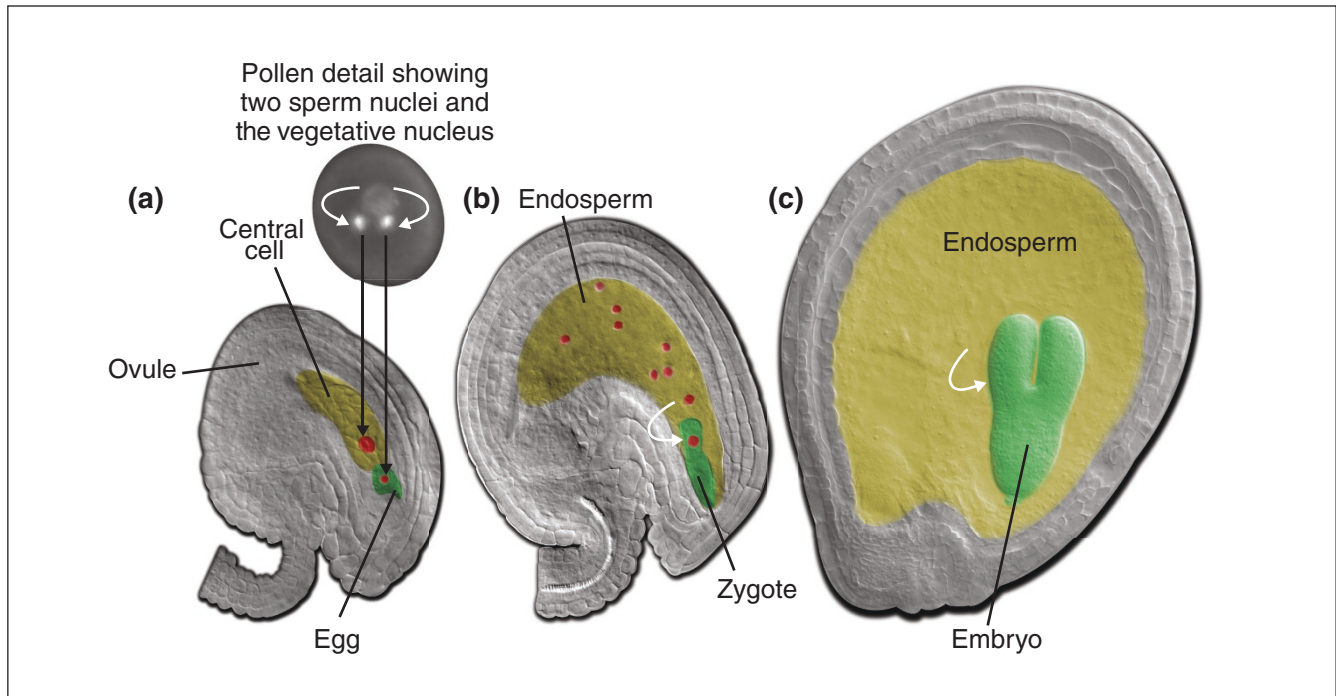 Pollen detail showing
two sperm nuclei and
the vegetative nucleus
(a)
Central
cell
Ovule
Egg
(b)
Endosperm
Zygote
(c)
Endosperm
Embryo